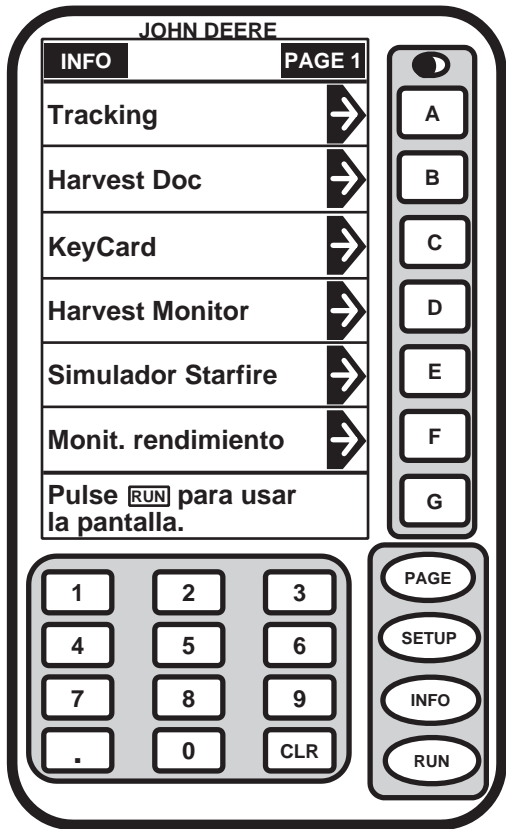 JOHN DEERE
INFO PAGE 1
Tracking
A
Harvest Doc
B
KeyCard
C
Harvest Monitor
D
Simulador Starfire
E
Monit. rendimiento
F
Pulse RUN para usar
la pantalla.
G
PAGE
1 2 3
SETUP
4 5 6
INFO
7 8 9
RUN
. 0 CLR